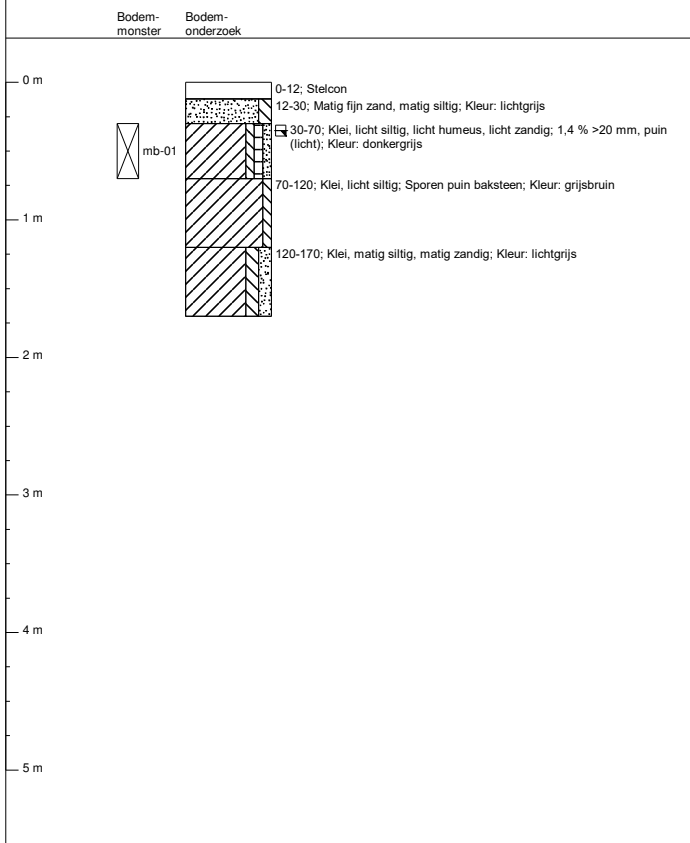 Bodem-
monster
Bodem-
onderzoek
0 m
0-12; Stelcon
12-30; Matig fijn zand, matig siltig; Kleur: lichtgrijs
30-70; Klei, licht siltig, licht humeus, licht zandig; 1,4 % >20 mm, puin
(licht); Kleur: donkergrijs
mb-01
70-120; Klei, licht siltig; Sporen puin baksteen; Kleur: grijsbruin
1 m
120-170; Klei, matig siltig, matig zandig; Kleur: lichtgrijs
2 m
3 m
4 m
5 m